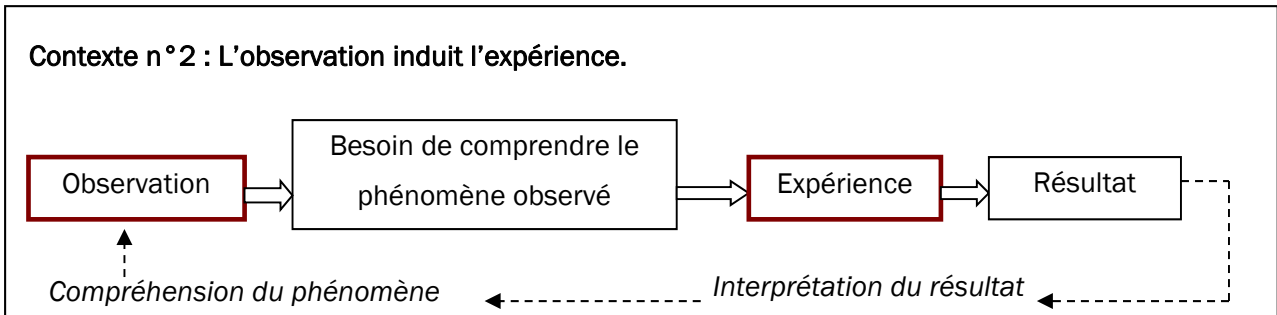 Contexte n°2 : L'observation induit l'expérience.
Observation
Besoin de comprendre le
phénomène observé
Expérience
Résultat
Compréhension du phénomène
Interprétation du résultat